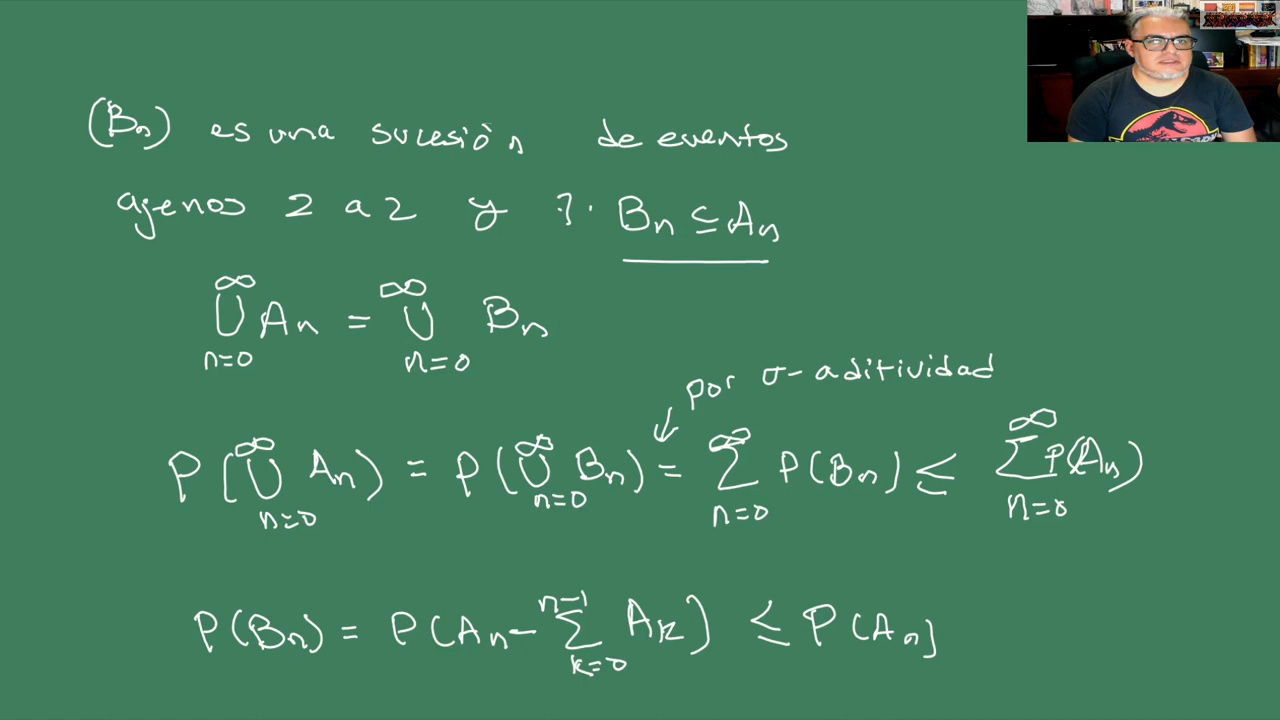 (Bₙ) es una sucesión de eventos
agenos 2 a 2 y ⊃· Bₙ ⊆ Aₙ
∞ ∞
∪ Aₙ = ∪ Bₙ
n=0 n=0
por σ-aditividad
∞ ∞ ∞ ∞
P(∪ Aₙ) = P(∪ Bₙ) = Σ P(Bₙ) ≤ Σ P(Aₙ)
n=0 n=0 n=0 n=0
n-1
P(Bₙ) = P(Aₙ - Σ Aₖ) ≤ P(Aₙ)
k=0